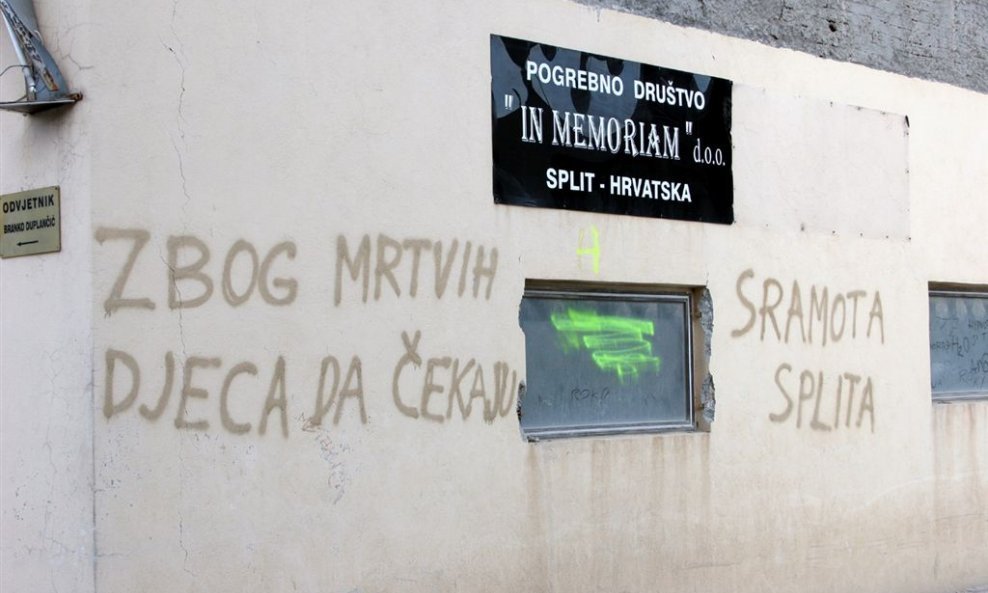 POGREBNO DRUŠTVO
"IN MEMORIAM" d.o.o.
SPLIT - HRVATSKA
ODVJETNIK
BRANKO DUPLANČIĆ
ZBOG MRTVIH
DJECA DA ČEKAJU
SRAMOTA
SPLITA